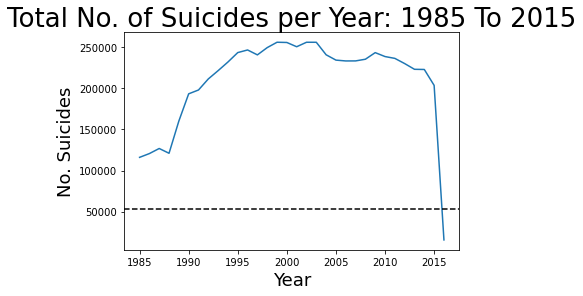 Total No. of Suicides per Year: 1985 To 2015
250000
200000
150000
100000
50000
No. Suicides
1985 1990 1995 2000 2005 2010 2015
Year